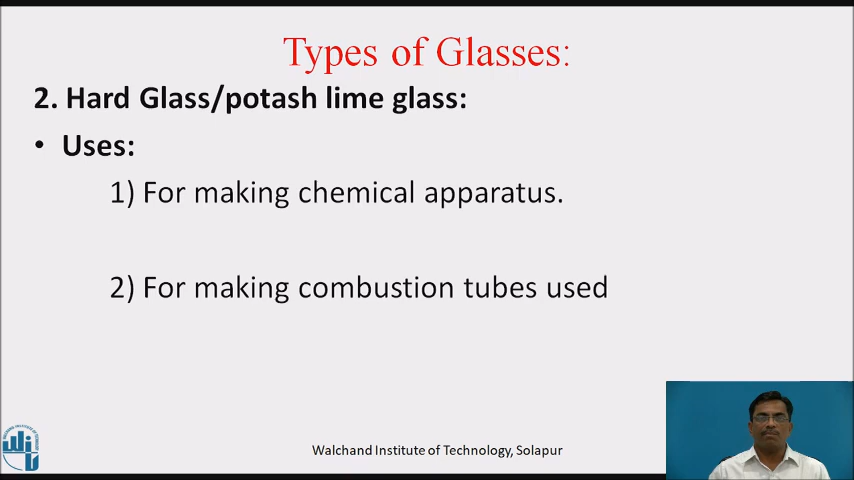 Types of Glasses:
2. Hard Glass/potash lime glass:
• Uses:
1) For making chemical apparatus.
2) For making combustion tubes used
Walchand Institute of Technology, Solapur